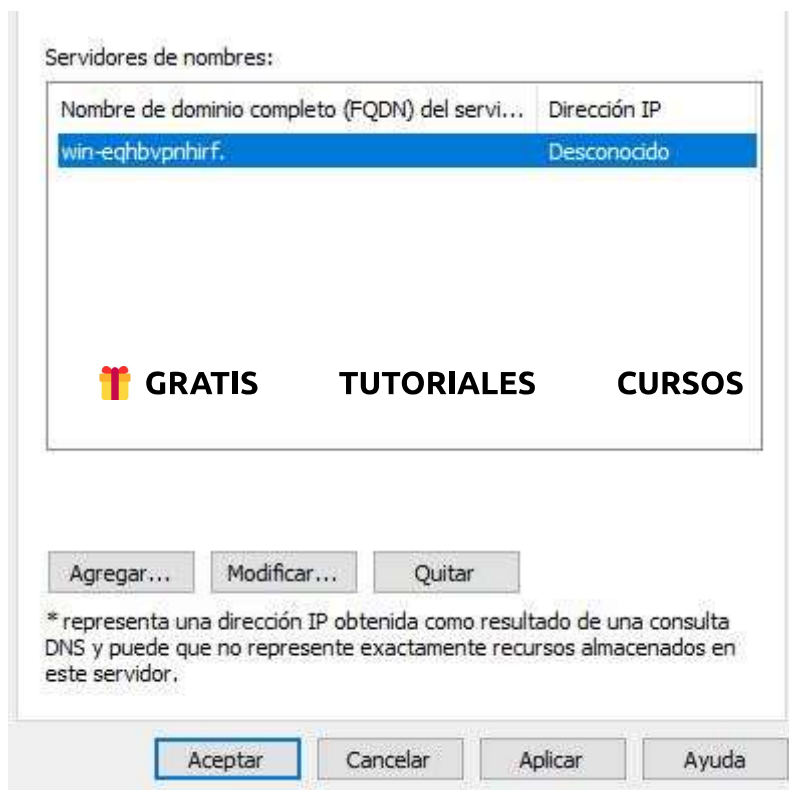 Servidores de nombres:
Nombre de dominio completo (FQDN) del servi... Dirección IP
win-eqhbvpnhirf. Desconocido
GRATIS TUTORIALES CURSOS
Agregar... Modificar... Quitar
* representa una dirección IP obtenida como resultado de una consulta
DNS y puede que no represente exactamente recursos almacenados en
este servidor.
Aceptar Cancelar Aplicar Ayuda